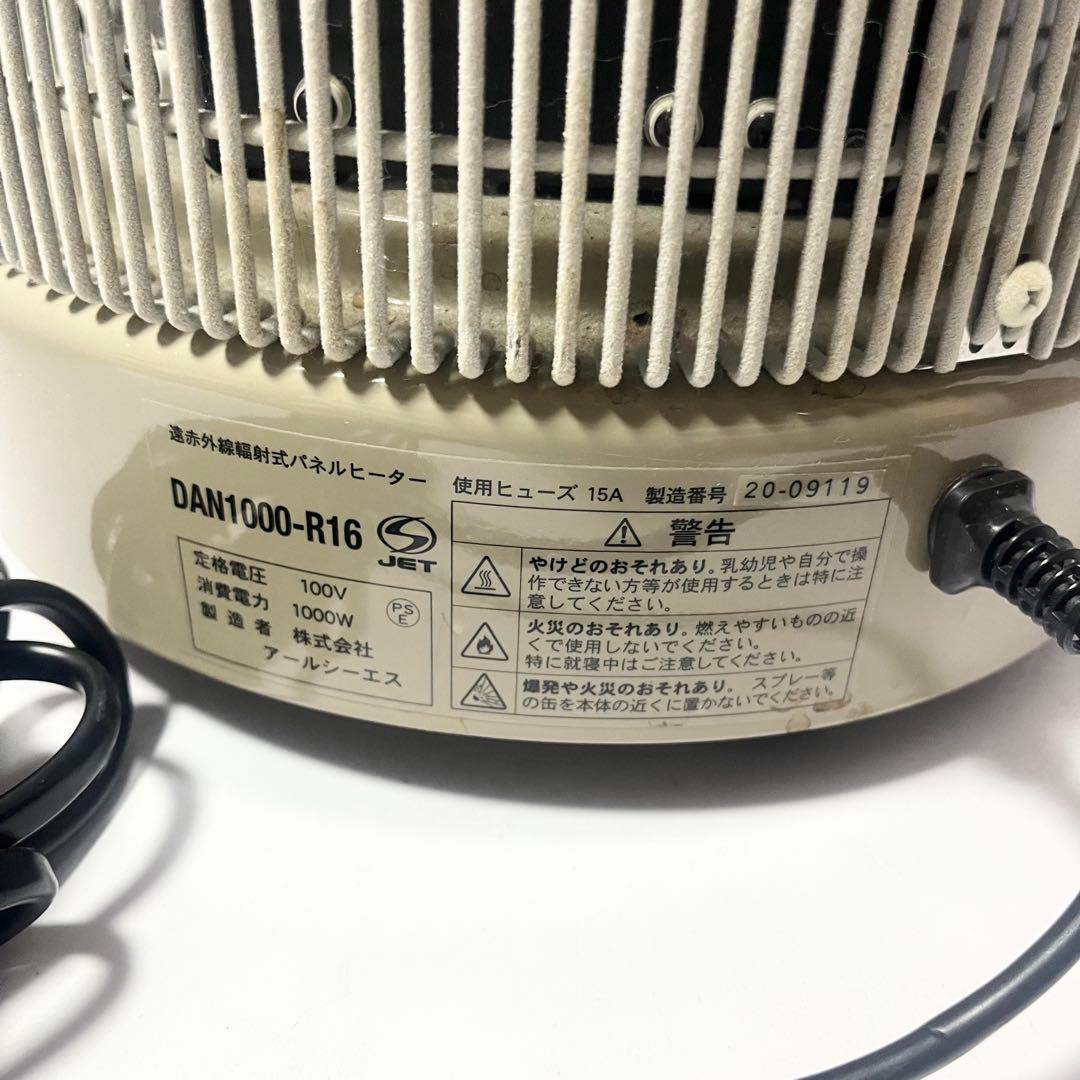 遠赤外線輻射式パネルヒーター
DAN1000-R16
JET
定格電圧 100V
消費電力 1000W
製造者 株式会社
アールシーエス
PS
E
使用ヒューズ 15A 製造番号 20-09119
警告
やけどのおそれあり。乳幼児や自分で操
作できない方等が使用するときは特に注
意してください。
火災のおそれあり。燃えやすいものの近
くで使用しないでください。
特に就寝中はご注意してください。
爆発や火災のおそれあり。 スプレー等
の缶を本体の近くに置かないでください。